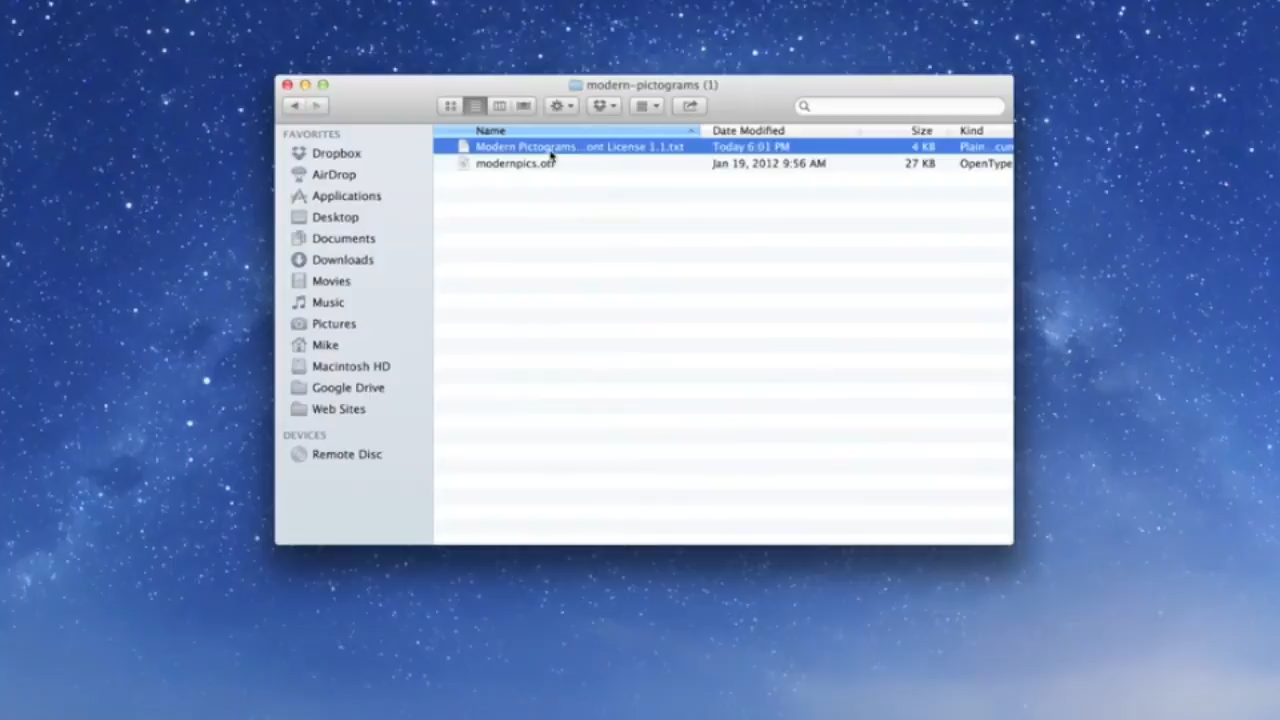 modern-pictograms (1)
FAVORITES
Dropbox
AirDrop
Applications
Desktop
Documents
Downloads
Movies
Music
Pictures
Mike
Macintosh HD
Google Drive
Web Sites
DEVICES
Remote Disc
Name Date Modified Size Kind
Modern Pictograms...ont License 1.1.txt Today 6:01 PM 4 KB Plain...cum
modernpics.otf Jan 19, 2012 9:56 AM 27 KB OpenType